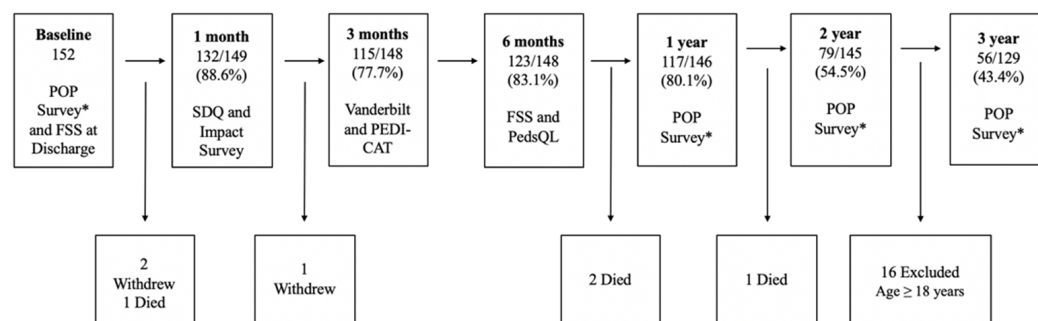 Baseline
152
POP
Survey*
and FSS at
Discharge
1 month
132/149
(88.6%)
SDQ and
Impact
Survey
3 months
115/148
(77.7%)
Vanderbilt
and PEDI-
CAT
6 months
123/148
(83.1%)
FSS and
PedsQL
1 year
117/146
(80.1%)
POP
Survey*
2 year
79/145
(54.5%)
POP
Survey*
3 year
56/129
(43.4%)
POP
Survey*
2
Withdrew
1 Died
1
Withdrew
2 Died
1 Died
16 Excluded
Age ≥ 18 years